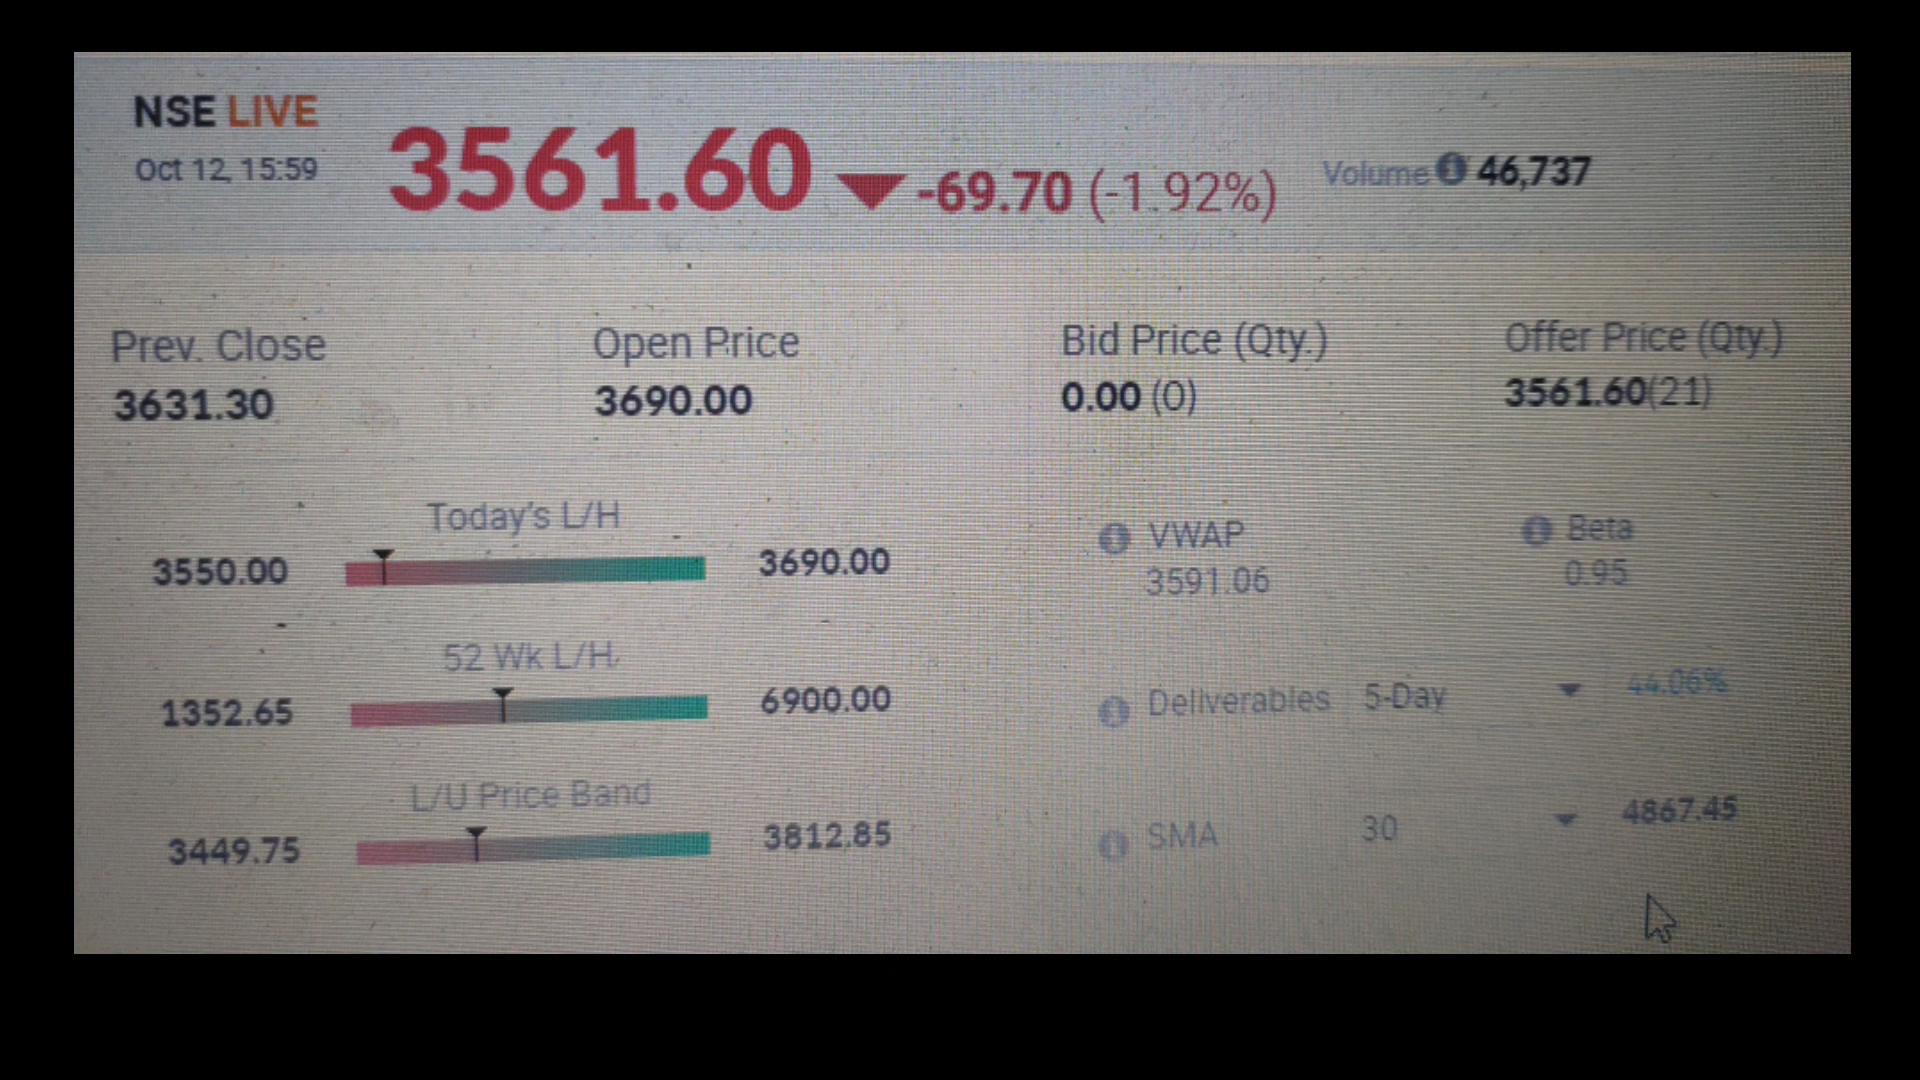 NSE LIVE
Oct 12, 15:59
3561.60 -69.70 (-1.92%)
Volume 46,737
Prev. Close
3631.30
Open Price
3690.00
Bid Price (Qty.)
0.00 (0)
Offer Price (Qty.)
3561.60(21)
Today's L/H
3550.00 3690.00
52 Wk L/H
1352.65 6900.00
L/U Price Band
3449.75 3812.85
VWAP
3591.06
Beta
0.95
Deliverables 5-Day 44.06%
SMA 30 4867.45